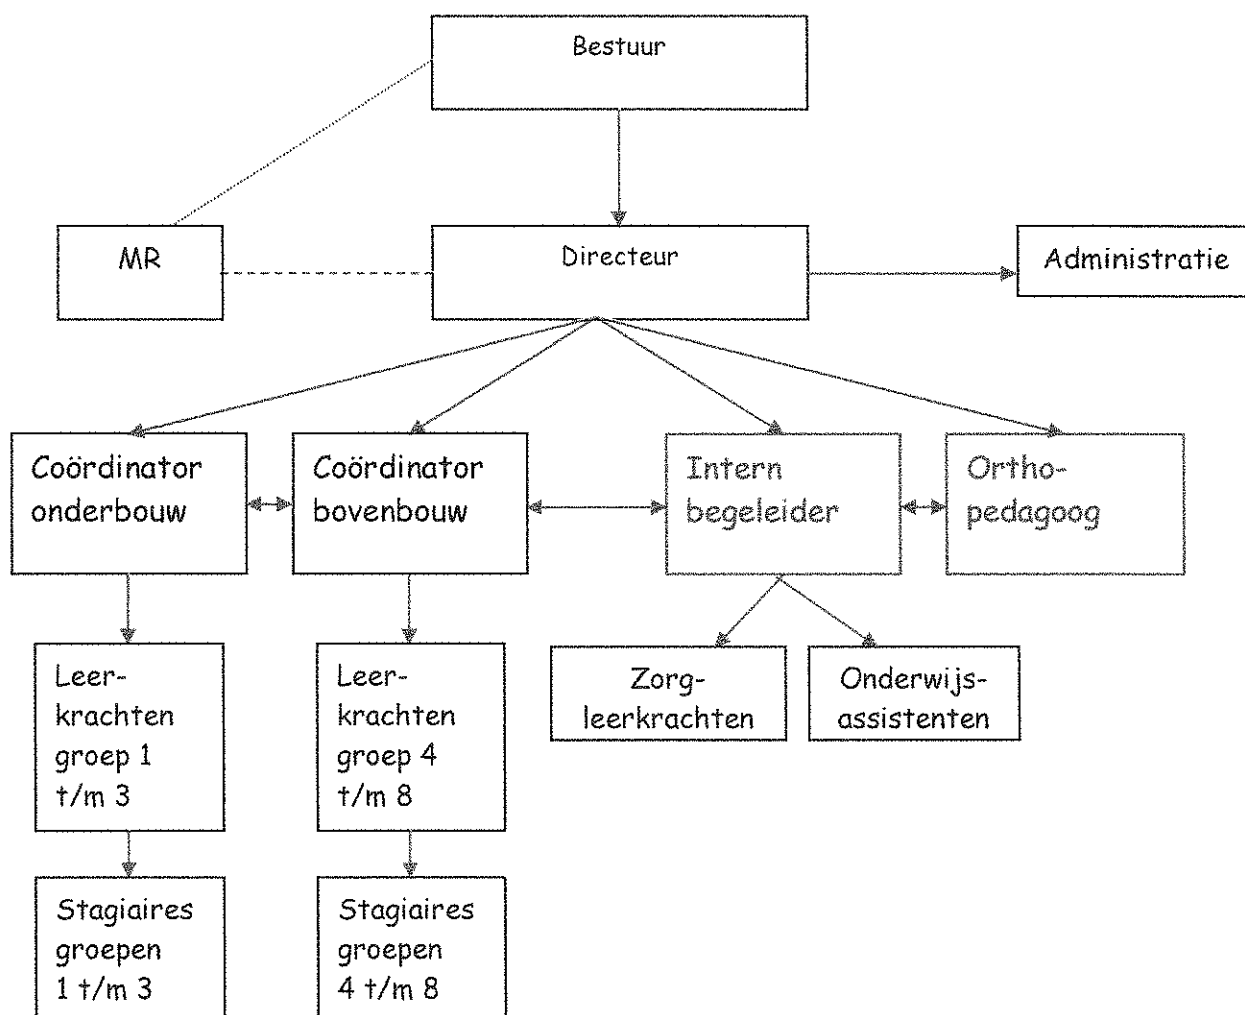 Bestuur
MR
Directeur
Administratie
Coördinator
onderbouw
Coördinator
bovenbouw
Intern
begeleider
Ortho-
pedagoog
Leer-
krachten
groep 1
t/m 3
Leer-
krachten
groep 4
t/m 8
Zorg-
leerkrachten
Onderwijs-
assistenten
Stagiaires
groepen
1 t/m 3
Stagiaires
groepen
4 t/m 8